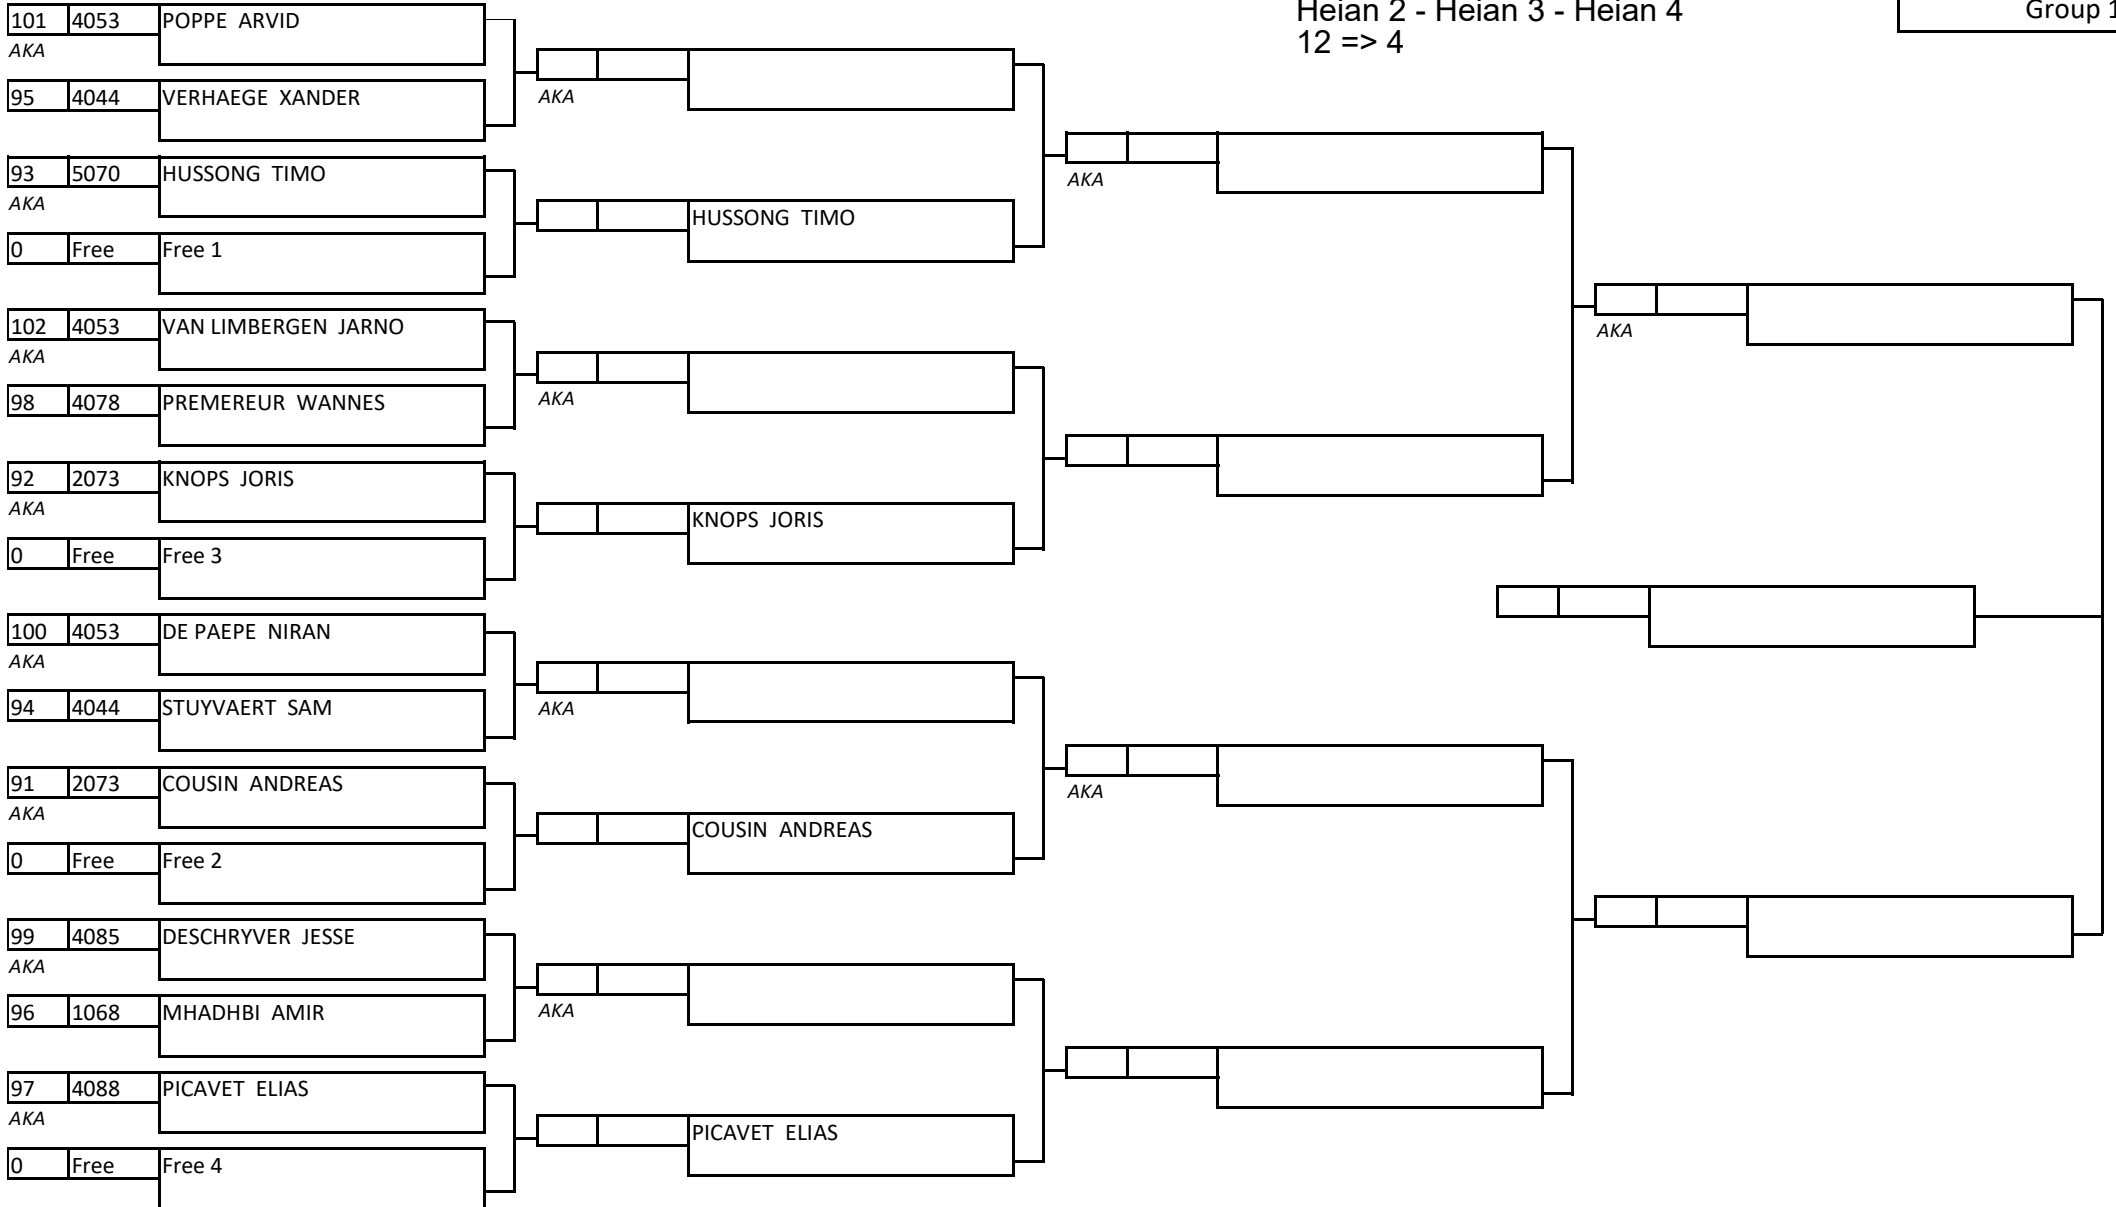 Heian 2 - Heian 3 - Heian 4
12 => 4
Group 1
101 4053 POPPE ARVID
AKA
95 4044 VERHAEGE XANDER
AKA
93 5070 HUSSONG TIMO
AKA
HUSSONG TIMO
AKA
0 Free Free 1
102 4053 VAN LIMBERGEN JARNO
AKA
AKA
98 4078 PREMEREUR WANNES
AKA
92 2073 KNOPS JORIS
AKA
KNOPS JORIS
0 Free Free 3
100 4053 DE PAEPE NIRAN
AKA
94 4044 STUYVAERT SAM
AKA
91 2073 COUSIN ANDREAS
AKA
AKA
COUSIN ANDREAS
0 Free Free 2
99 4085 DESCHRYVER JESSE
AKA
96 1068 MHADHBI AMIR
AKA
97 4088 PICAVET ELIAS
AKA
PICAVET ELIAS
0 Free Free 4